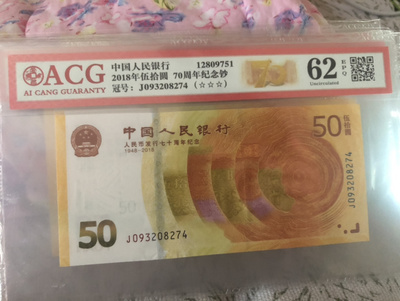 ACG
AI CANG GUARANTY
中国人民银行 12809751
2018年伍拾圆 70周年纪念钞
冠号: J093208274 (☆☆☆)
62 EPQ
Uncirculated
中国人民银行
人民币发行七十周年纪念
1948-2018
50 伍拾圆
J093208274
50
J093208274